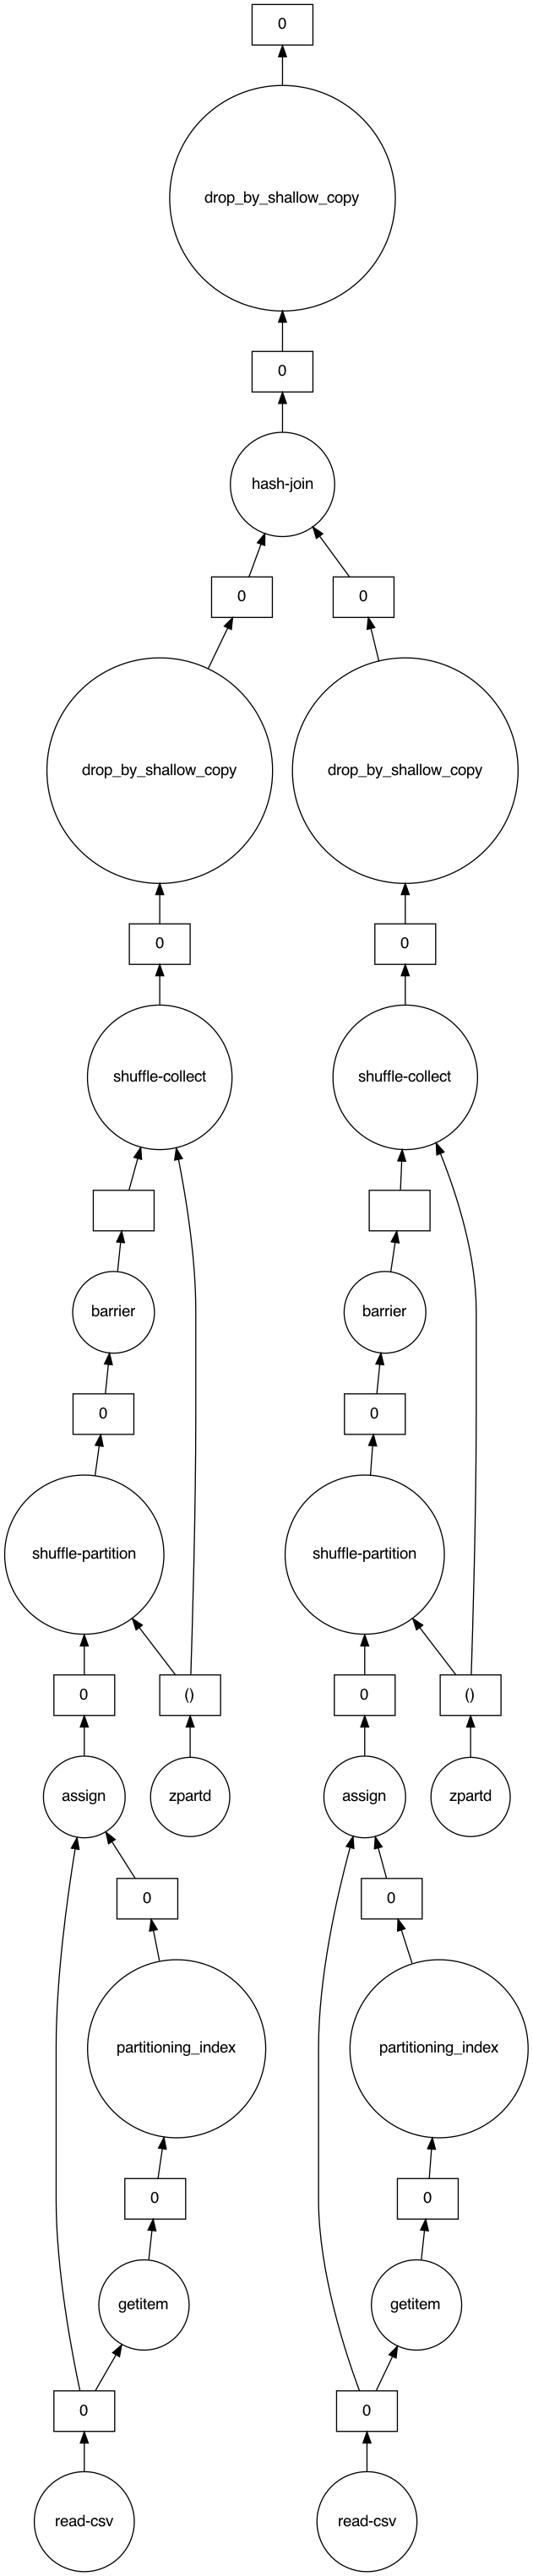 0
drop_by_shallow_copy
0
hash-join
0 0
drop_by_shallow_copy drop_by_shallow_copy
0 0
shuffle-collect shuffle-collect
barrier barrier
0 0
shuffle-partition shuffle-partition
0 () 0 ()
assign zpartd assign zpartd
0 0
partitioning_index partitioning_index
0 0
getitem getitem
0 0
read-csv read-csv